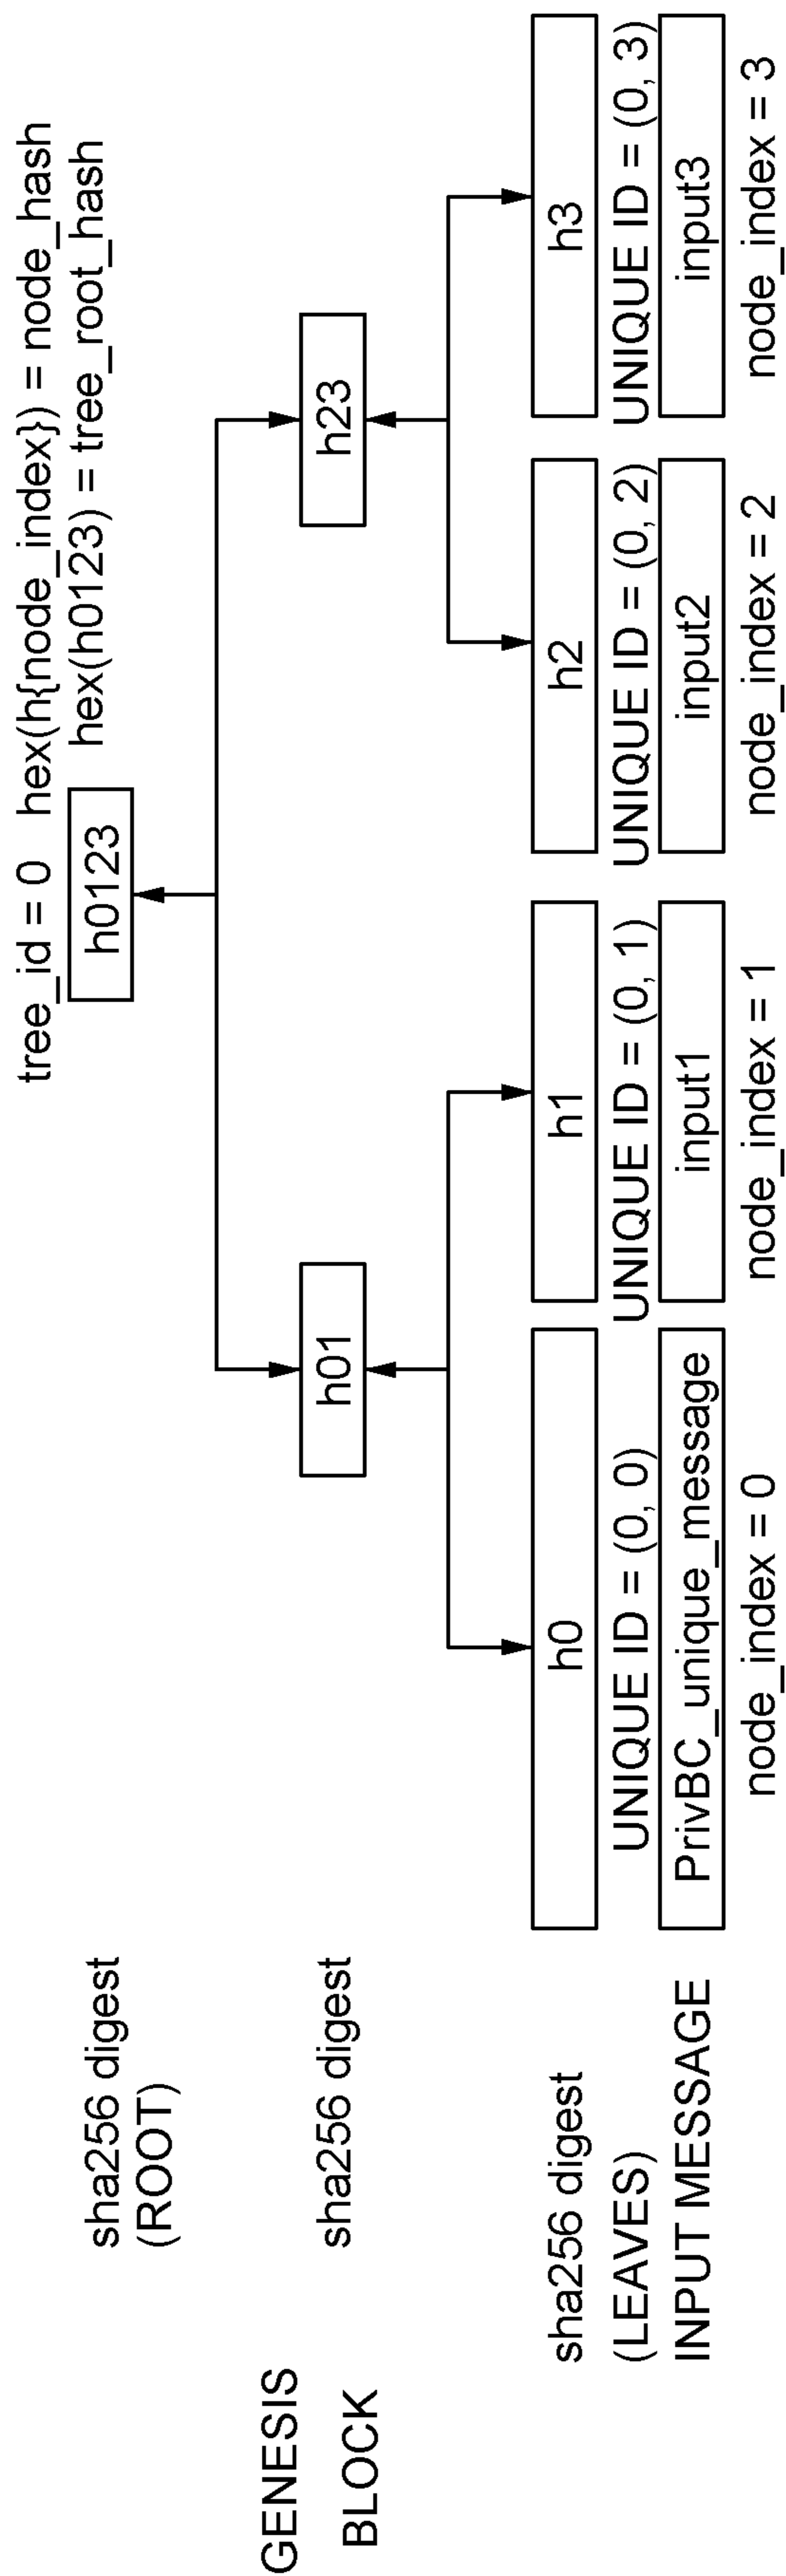 tree_id = 0 hex(h{node_index}) = node_hash
hex(h0123) = tree_root_hash
sha256 digest
(ROOT)
h0123
GENESIS
BLOCK
sha256 digest
h01
h23
sha256 digest
(LEAVES)
h0
h1
h2
h3
UNIQUE ID = (0, 0)
UNIQUE ID = (0, 1)
UNIQUE ID = (0, 2)
UNIQUE ID = (0, 3)
INPUT MESSAGE
PrivBC_unique_message
input1
input2
input3
node_index = 0
node_index = 1
node_index = 2
node_index = 3